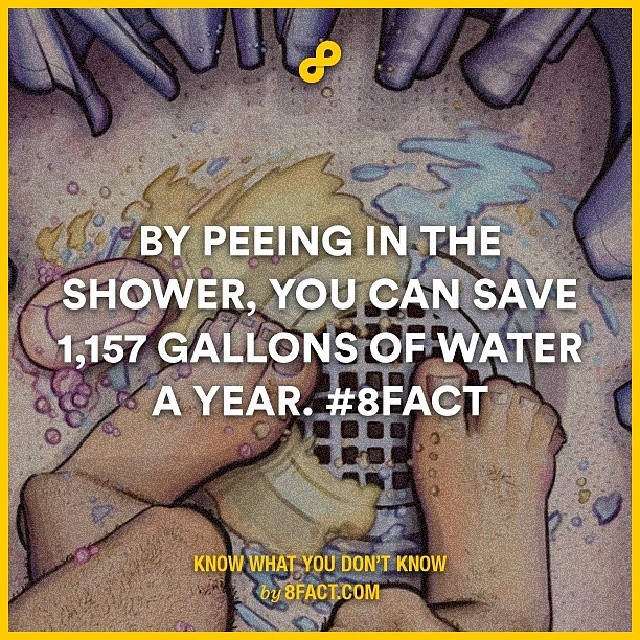 BY PEEING IN THE
SHOWER, YOU CAN SAVE
1,157 GALLONS OF WATER
A YEAR. #8FACT
KNOW WHAT YOU DON'T KNOW
by 8FACT.COM